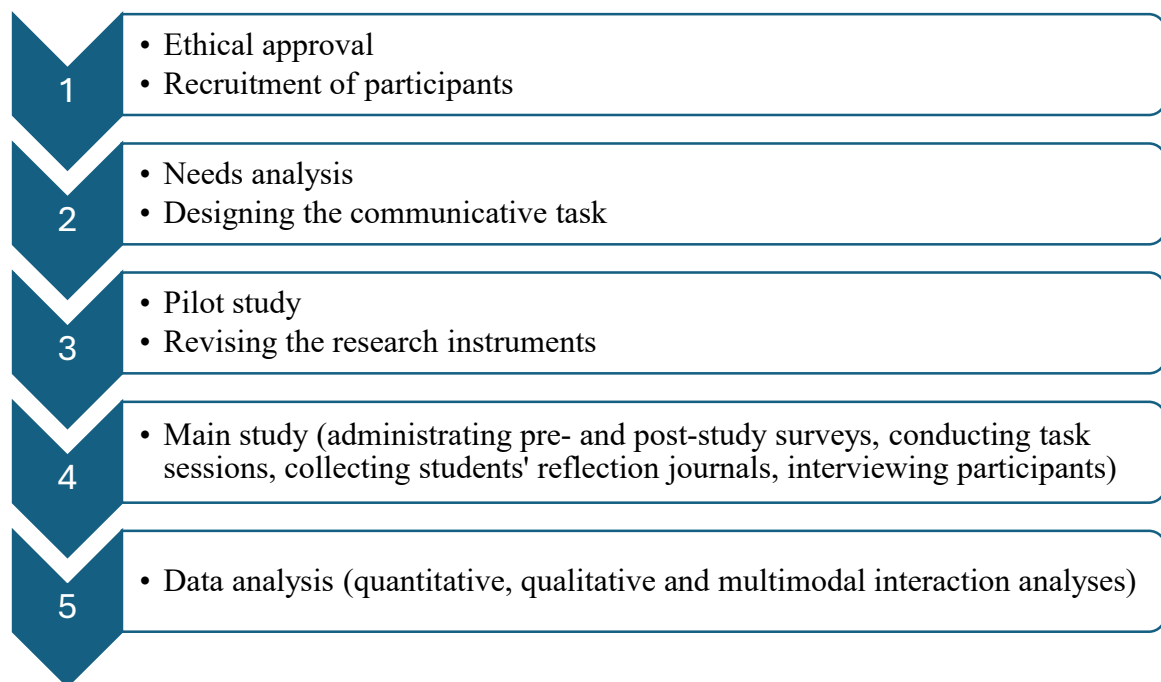 1
• Ethical approval
• Recruitment of participants
2
• Needs analysis
• Designing the communicative task
3
• Pilot study
• Revising the research instruments
4
• Main study (administrating pre- and post-study surveys, conducting task
sessions, collecting students' reflection journals, interviewing participants)
5
• Data analysis (quantitative, qualitative and multimodal interaction analyses)